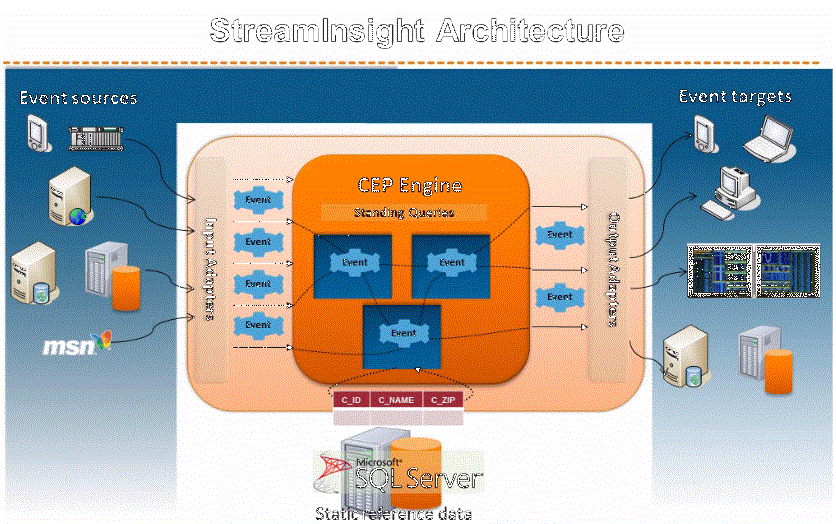 StreamInsight Architecture
Event sources
Event targets
CEP Engine
Standing Queries
Input Adapters
Output Adapters
Event
Event
Event
Event
Event
Event
Event
Event
Event
msn
C_ID C_NAME C_ZIP
Microsoft®
SQL Server
Static reference data